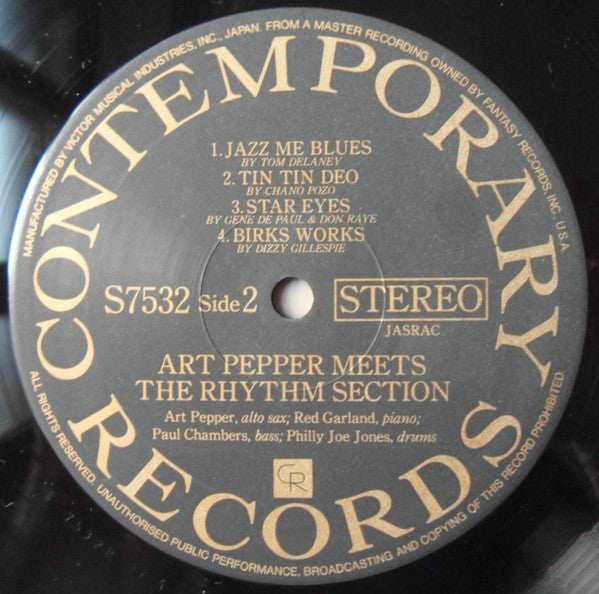 MANUFACTURED BY VICTOR MUSICAL INDUSTRIES, INC., JAPAN. FROM A MASTER RECORDING OWNED BY FANTASY RECORDS, INC. U.S.A
CONTEMPORARY
1. JAZZ ME BLUES
BY TOM DELANEY
2. TIN TIN DEO
BY CHANO POZO
3. STAR EYES
BY GENE DE PAUL & DON RAYE
4. BIRKS WORKS
BY DIZZY GILLESPIE
S7532 Side 2
STEREO
JASRAC
ART PEPPER MEETS
THE RHYTHM SECTION
Art Pepper, alto sax; Red Garland, piano;
Paul Chambers, bass; Philly Joe Jones, drums
CR
RECORDS
ALL RIGHTS RESERVED. UNAUTHORISED PUBLIC PERFORMANCE, BROADCASTING AND COPYING OF THIS RECORD PROHIBITED.